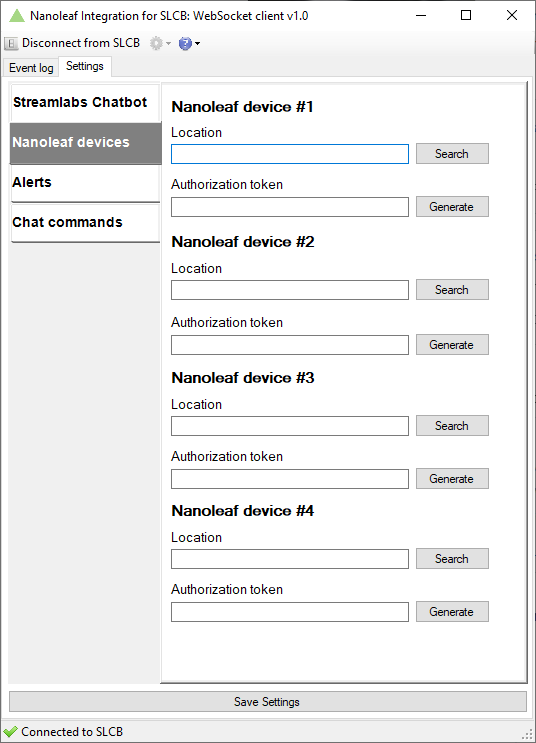 Nanoleaf Integration for SLCB: WebSocket client v1.0
Disconnect from SLCB
Event log Settings
Streamlabs Chatbot
Nanoleaf devices
Alerts
Chat commands
Nanoleaf device #1
Location
Search
Authorization token
Generate
Nanoleaf device #2
Location
Search
Authorization token
Generate
Nanoleaf device #3
Location
Search
Authorization token
Generate
Nanoleaf device #4
Location
Search
Authorization token
Generate
Save Settings
Connected to SLCB